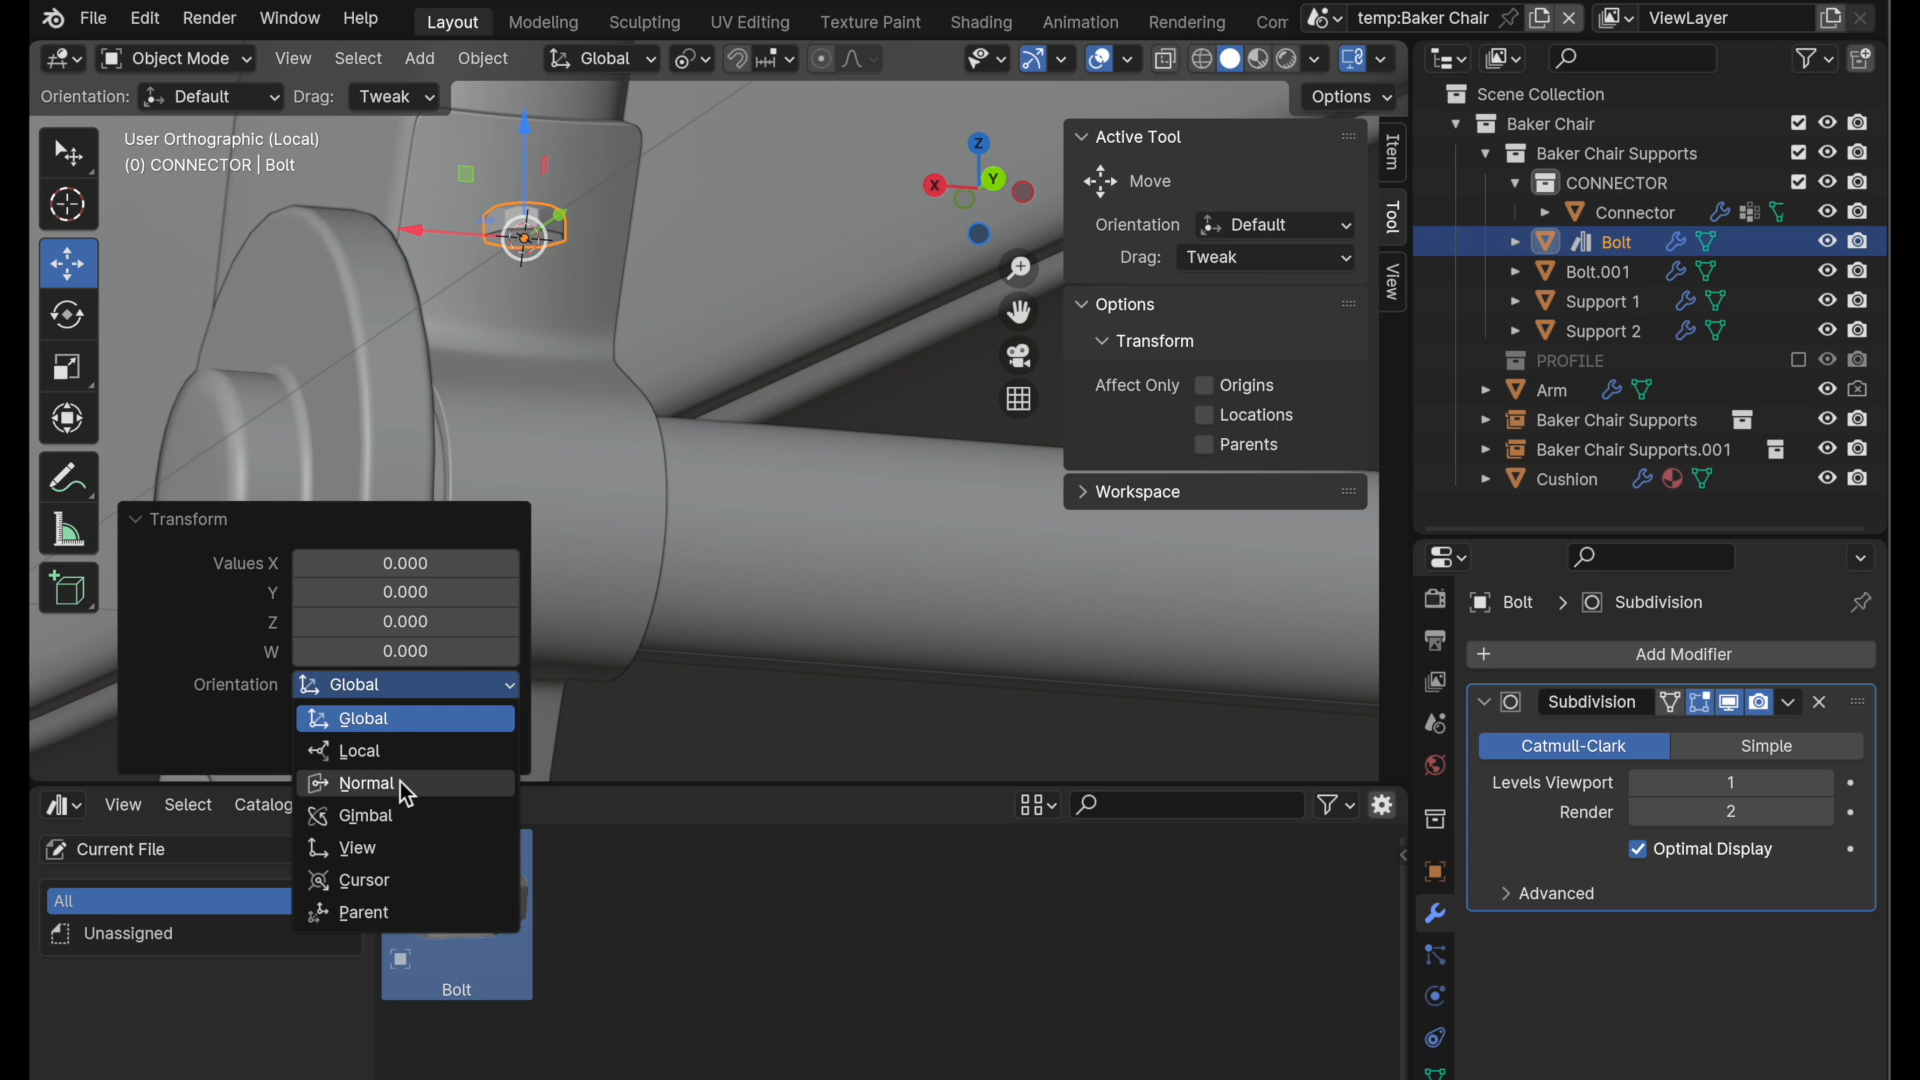 File Edit Render Window Help Layout Modeling Sculpting UV Editing Texture Paint Shading Animation Rendering Com temp:Baker Chair ViewLayer
Object Mode View Select Add Object Global
Orientation: Default Drag: Tweak Options
User Orthographic (Local)
(0) CONNECTOR | Bolt
Z
X
Y
Active Tool
Move
Orientation Default
Drag: Tweak
Options
Transform
Affect Only Origins
Locations
Parents
Workspace
Item
Tool
View
Scene Collection
Baker Chair
Baker Chair Supports
CONNECTOR
Connector
Bolt
Bolt.001
Support 1
Support 2
PROFILE
Arm
Baker Chair Supports
Baker Chair Supports.001
Cushion
Transform
Values X 0.000
Y 0.000
Z 0.000
W 0.000
Orientation Global
Global
Local
Normal
Gimbal
View
Cursor
Parent
View Select Catalog
Current File
All
Unassigned
Bolt
Bolt Subdivision
Add Modifier
Subdivision
Catmull-Clark Simple
Levels Viewport 1
Render 2
Optimal Display
Advanced